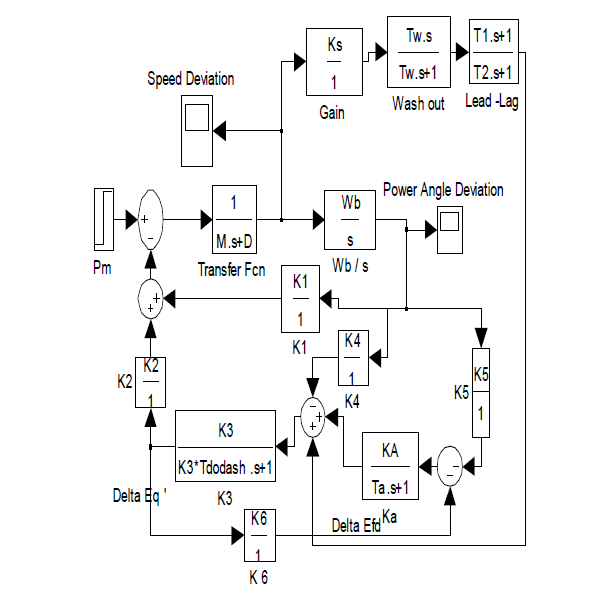 Ks
1
Gain
Tw.s
Tw.s+1
Wash out
T1.s+1
T2.s+1
Lead -Lag
Speed Deviation
Power Angle Deviation
Pm
+
-
1
M.s+D
Transfer Fcn
Wb
s
Wb / s
+
+
K1
1
K1
K4
1
K4
K5
K5
1
K2
K2
1
-
+
+
K3
K3*Tdodash .s+1
K3
KA
Ta.s+1
Ka
-
-
Delta Eq '
Delta Efd
K6
1
K 6